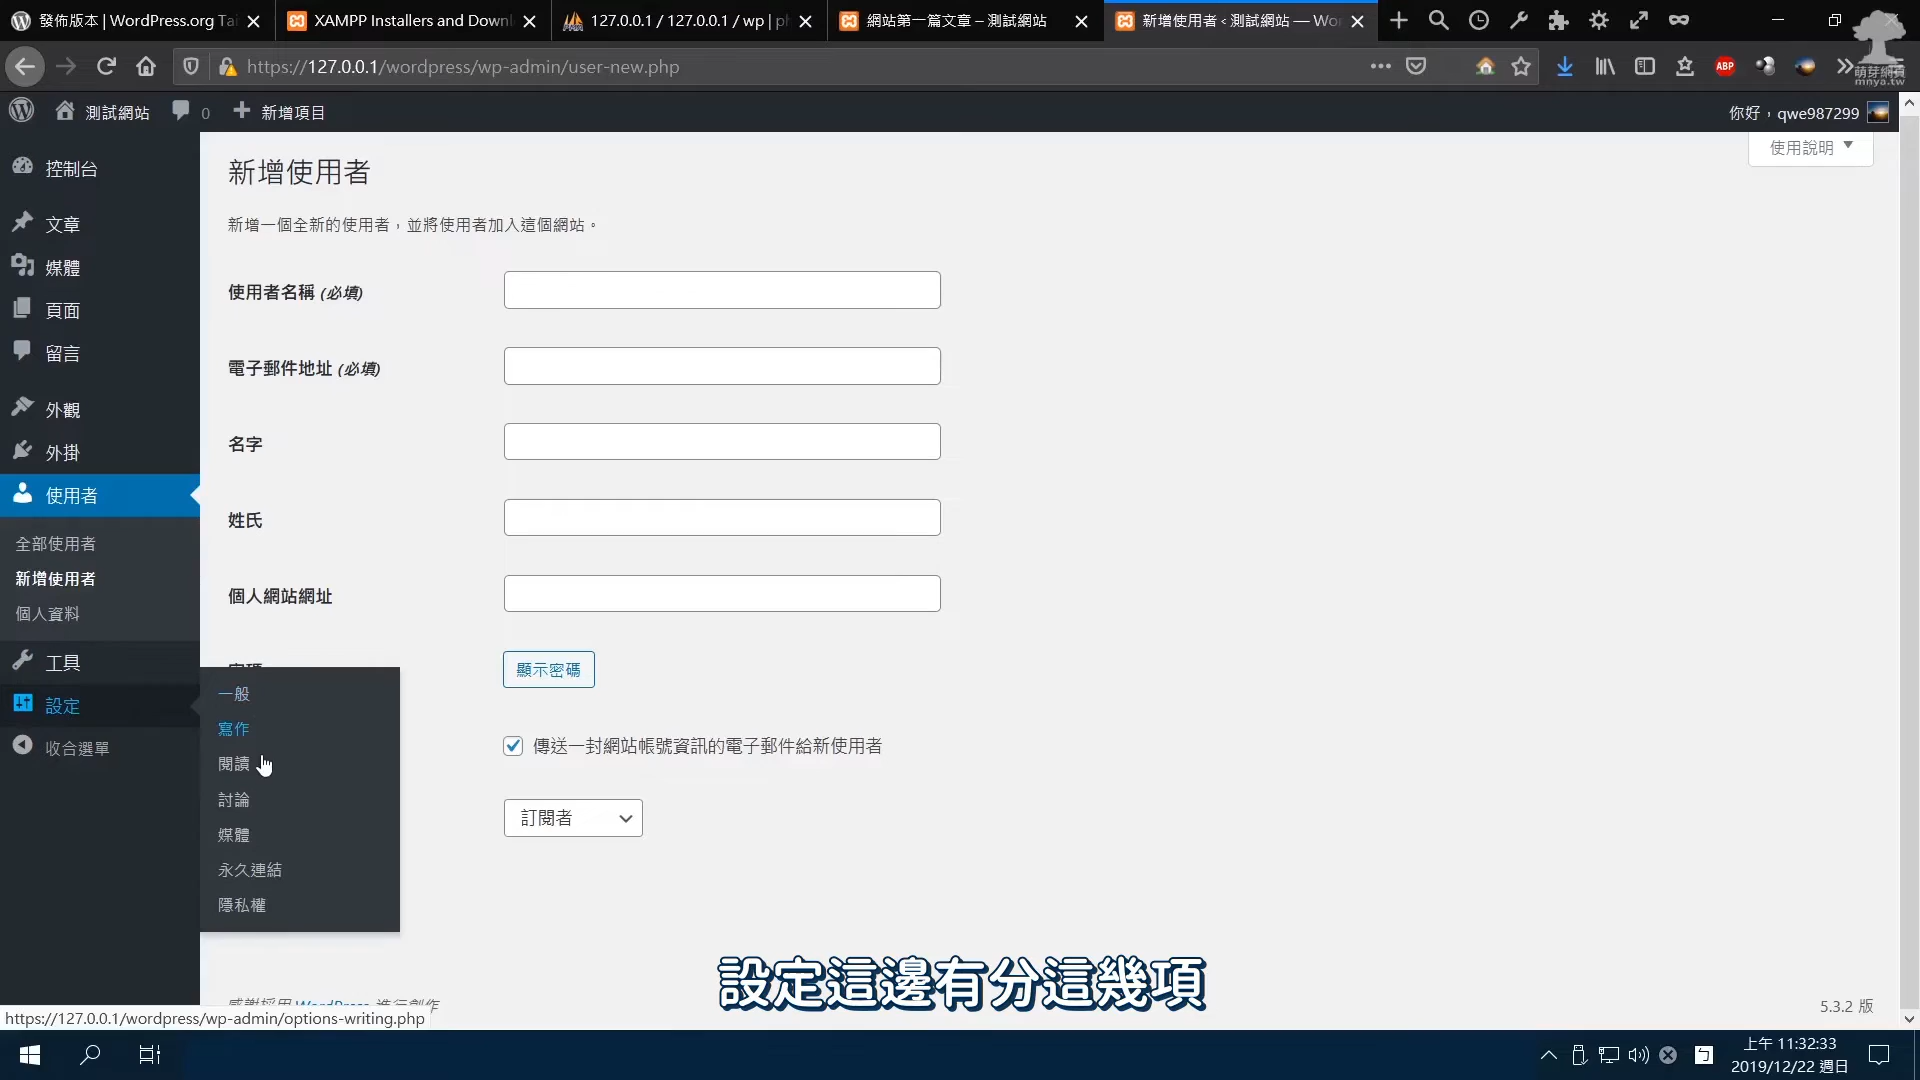 發佈版本 | WordPress.org Tai
XAMPP Installers and Downl
127.0.0.1 / 127.0.0.1 / wp | ph
網站第一篇文章 – 測試網站
新增使用者 ‹ 測試網站 — Wor
https://127.0.0.1/wordpress/wp-admin/user-new.php
ABP
萌芽網頁
mnya.tw
測試網站
0
新增項目
你好，qwe987299
控制台
文章
媒體
頁面
留言
外觀
外掛
使用者
全部使用者
新增使用者
個人資料
工具
設定
收合選單
一般
寫作
閱讀
討論
媒體
永久連結
隱私權
使用說明
新增使用者
新增一個全新的使用者，並將使用者加入這個網站。
使用者名稱 (必填)
電子郵件地址 (必填)
名字
姓氏
個人網站網址
顯示密碼
傳送一封網站帳號資訊的電子郵件給新使用者
訂閱者
設定這邊有分這幾項
感謝採用 WordPress 進行創作
5.3.2 版
https://127.0.0.1/wordpress/wp-admin/options-writing.php
ㄅ
上午 11:32:33
2019/12/22 週日